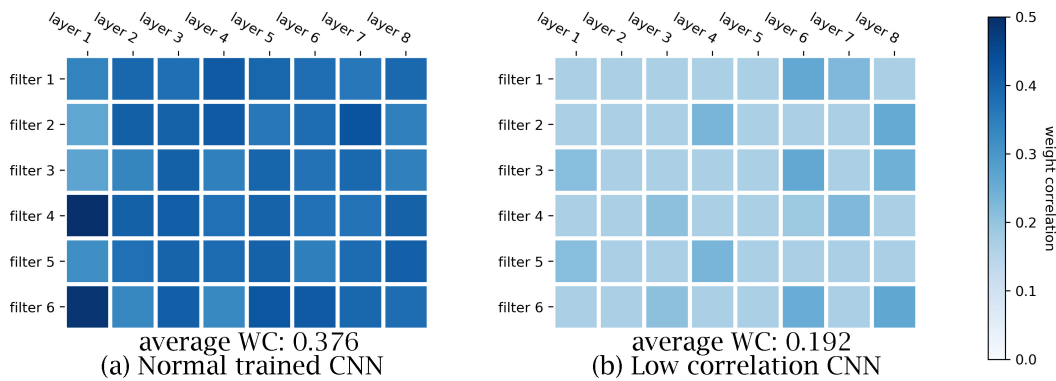 layer 1 layer 2 layer 3 layer 4 layer 5 layer 6 layer 7 layer 8
filter 1
filter 2
filter 3
filter 4
filter 5
filter 6
average WC: 0.376
(a) Normal trained CNN
layer 1 layer 2 layer 3 layer 4 layer 5 layer 6 layer 7 layer 8
filter 1
filter 2
filter 3
filter 4
filter 5
filter 6
average WC: 0.192
(b) Low correlation CNN
0.5
0.4
0.3
0.2
0.1
0.0
weight correlation